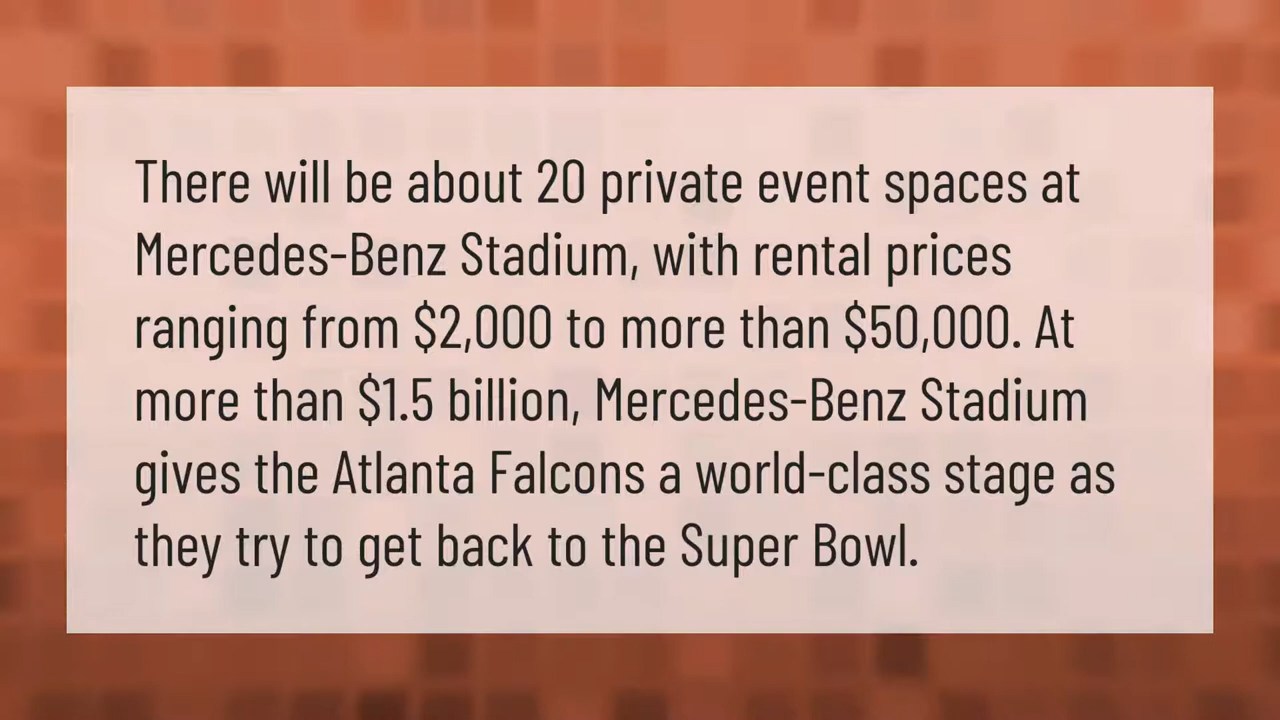 There will be about 20 private event spaces at
Mercedes-Benz Stadium, with rental prices
ranging from $2,000 to more than $50,000. At
more than $1.5 billion, Mercedes-Benz Stadium
gives the Atlanta Falcons a world-class stage as
they try to get back to the Super Bowl.